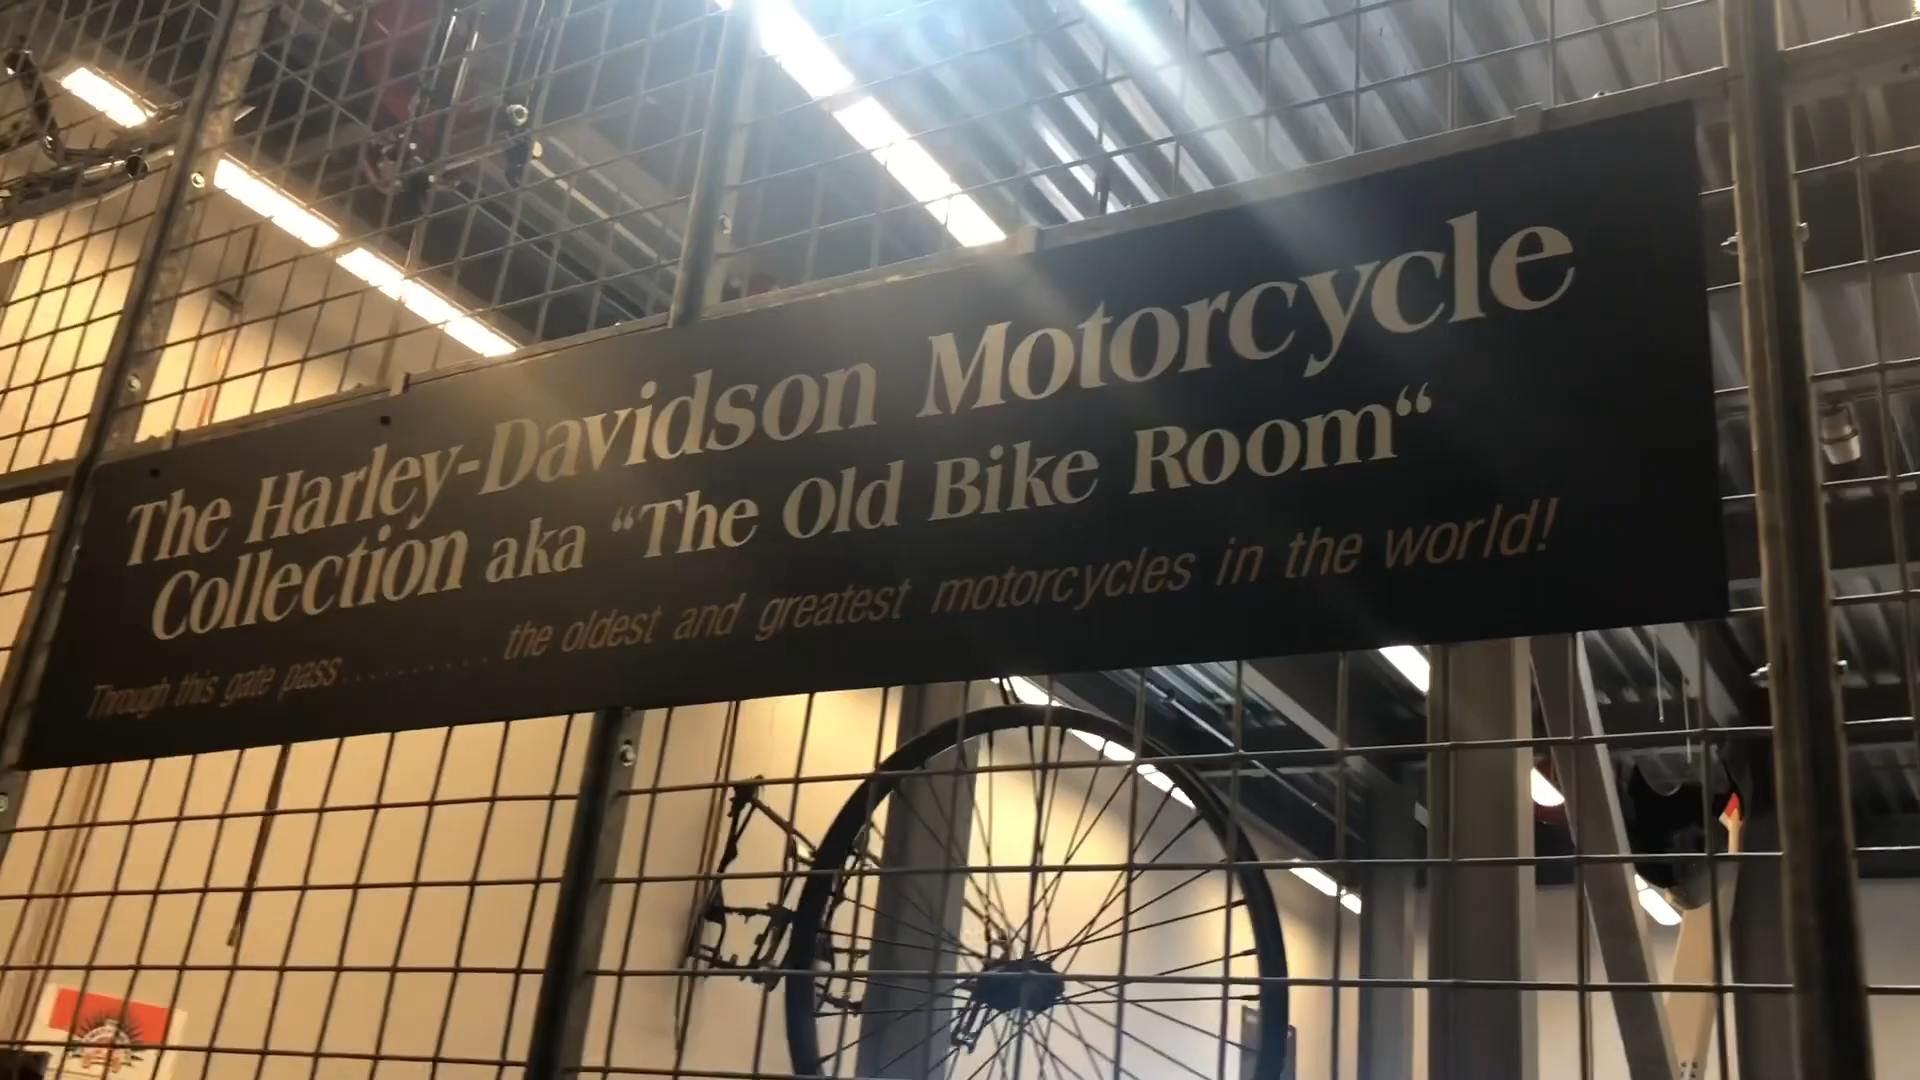 The Harley-Davidson Motorcycle
Collection aka “The Old Bike Room“
Through this gate pass.......... the oldest and greatest motorcycles in the world!